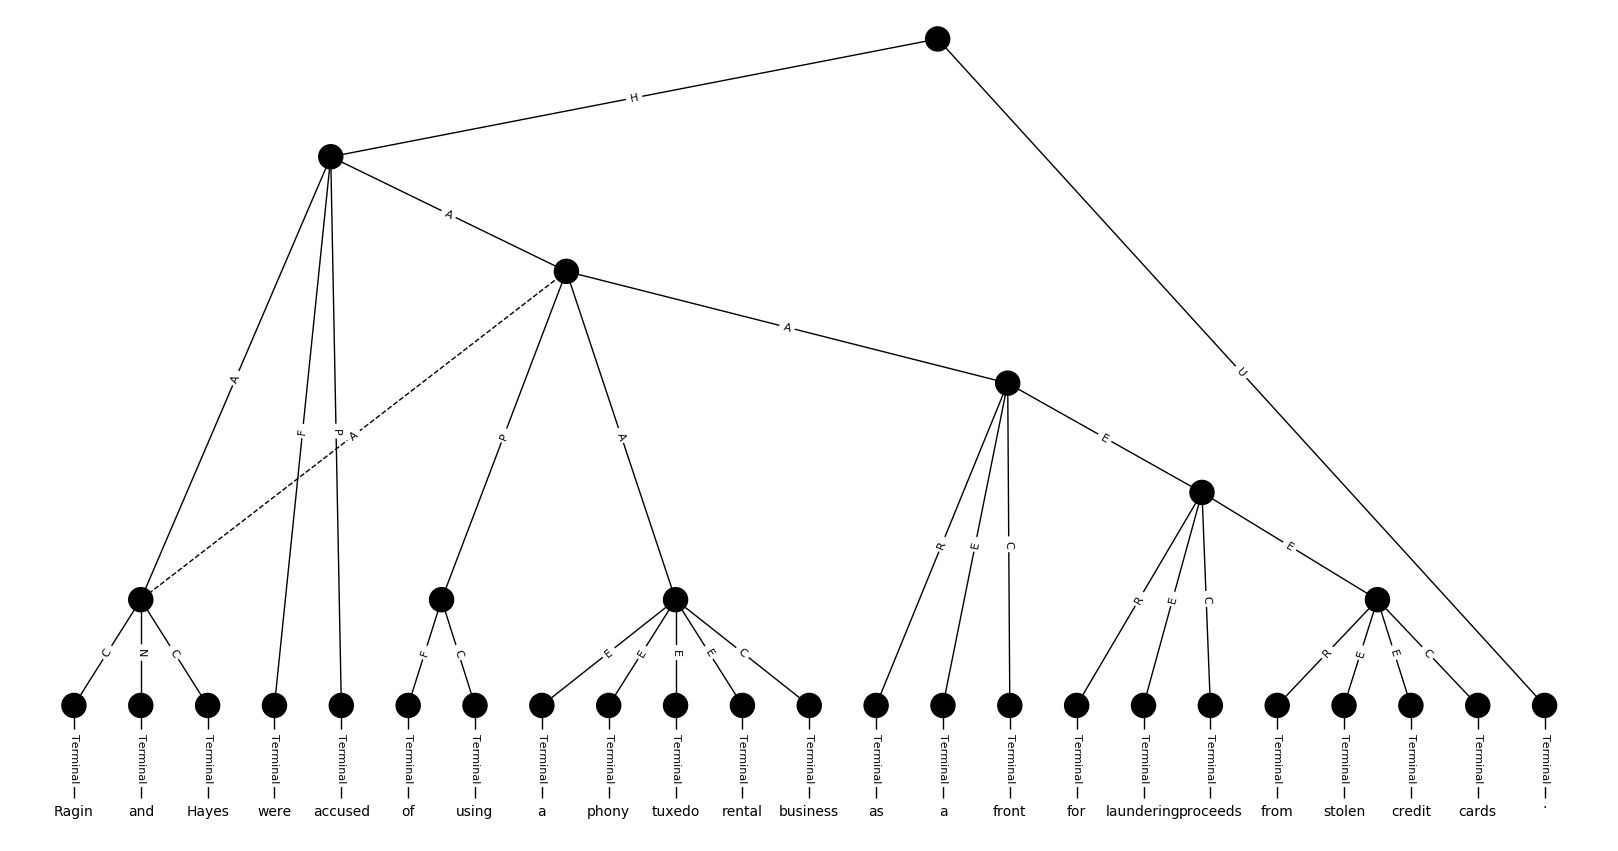 H
A
A
A
U
A
F
P
A
P
A
E
R
E
C
E
R
E
C
C
N
C
F
C
E
E
E
E
C
R
E
E
C
Terminal Terminal Terminal Terminal Terminal Terminal Terminal Terminal Terminal Terminal Terminal Terminal Terminal Terminal Terminal Terminal Terminal Terminal Terminal Terminal Terminal Terminal Terminal
Ragin and Hayes were accused of using a phony tuxedo rental business as a front for laundering proceeds from stolen credit cards .